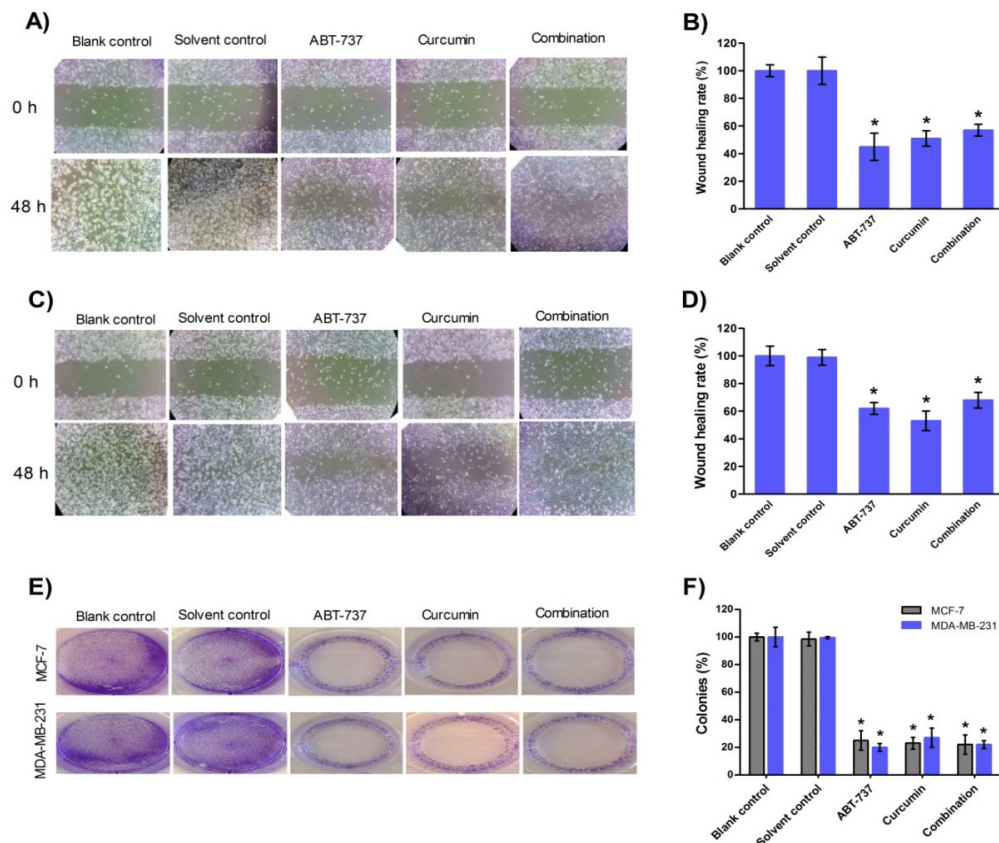 A)
Blank control
Solvent control
ABT-737
Curcumin
Combination
0 h
48 h
B)
Wound healing rate (%)
120
100
80
60
40
20
0
*
*
*
Blank control
Solvent control
ABT-737
Curcumin
Combination
C)
Blank control
Solvent control
ABT-737
Curcumin
Combination
0 h
48 h
D)
Wound healing rate (%)
120
100
80
60
40
20
0
*
*
*
Blank control
Solvent control
ABT-737
Curcumin
Combination
E)
Blank control
Solvent control
ABT-737
Curcumin
Combination
MCF-7
MDA-MB-231
F)
MCF-7
MDA-MB-231
Colonies (%)
120
100
80
60
40
20
0
* *
* *
* *
Blank control
Solvent control
ABT-737
Curcumin
Combination